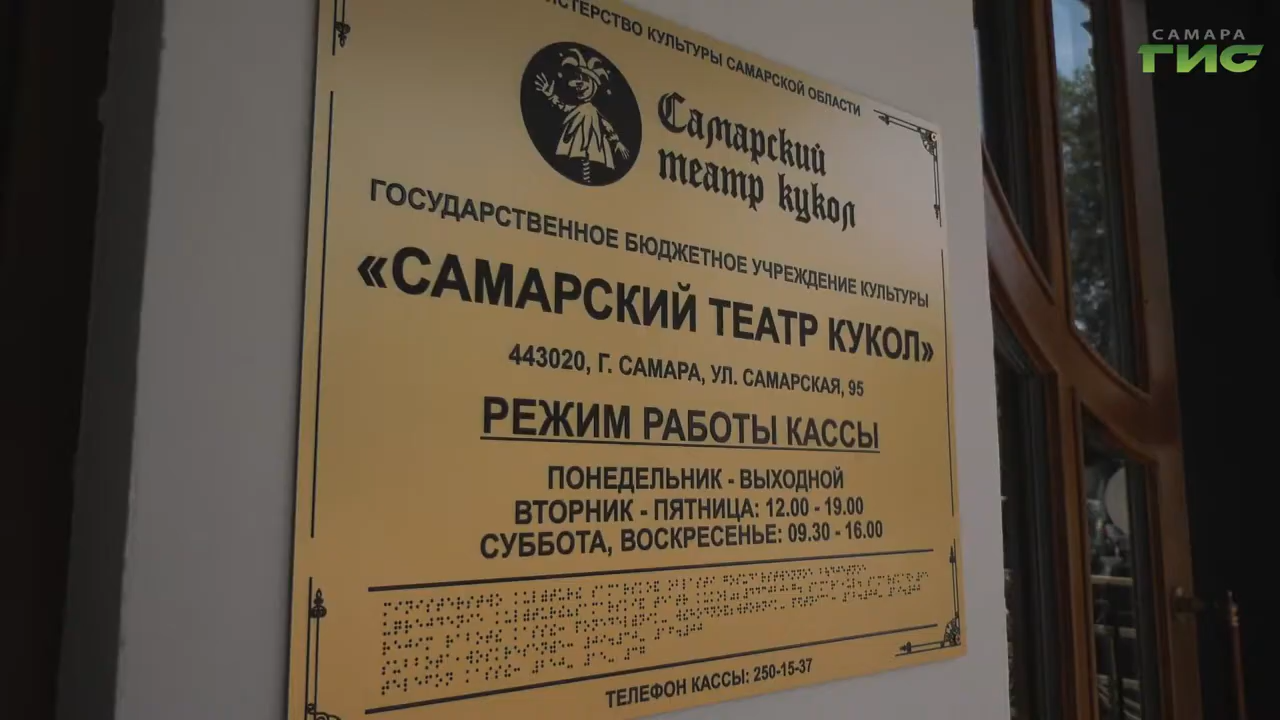 САМАРА
ГИС
КУЛЬТУРЫ САМАРСКОЙ ОБЛАСТИ
Самарский
театр кукол
ГОСУДАРСТВЕННОЕ БЮДЖЕТНОЕ УЧРЕЖДЕНИЕ КУЛЬТУРЫ
«САМАРСКИЙ ТЕАТР КУКОЛ»
443020, Г. САМАРА, УЛ. САМАРСКАЯ, 95
РЕЖИМ РАБОТЫ КАССЫ
ПОНЕДЕЛЬНИК - ВЫХОДНОЙ
ВТОРНИК - ПЯТНИЦА: 12.00 - 19.00
СУББОТА, ВОСКРЕСЕНЬЕ: 09.30 - 16.00
ТЕЛЕФОН КАССЫ: 250-15-37